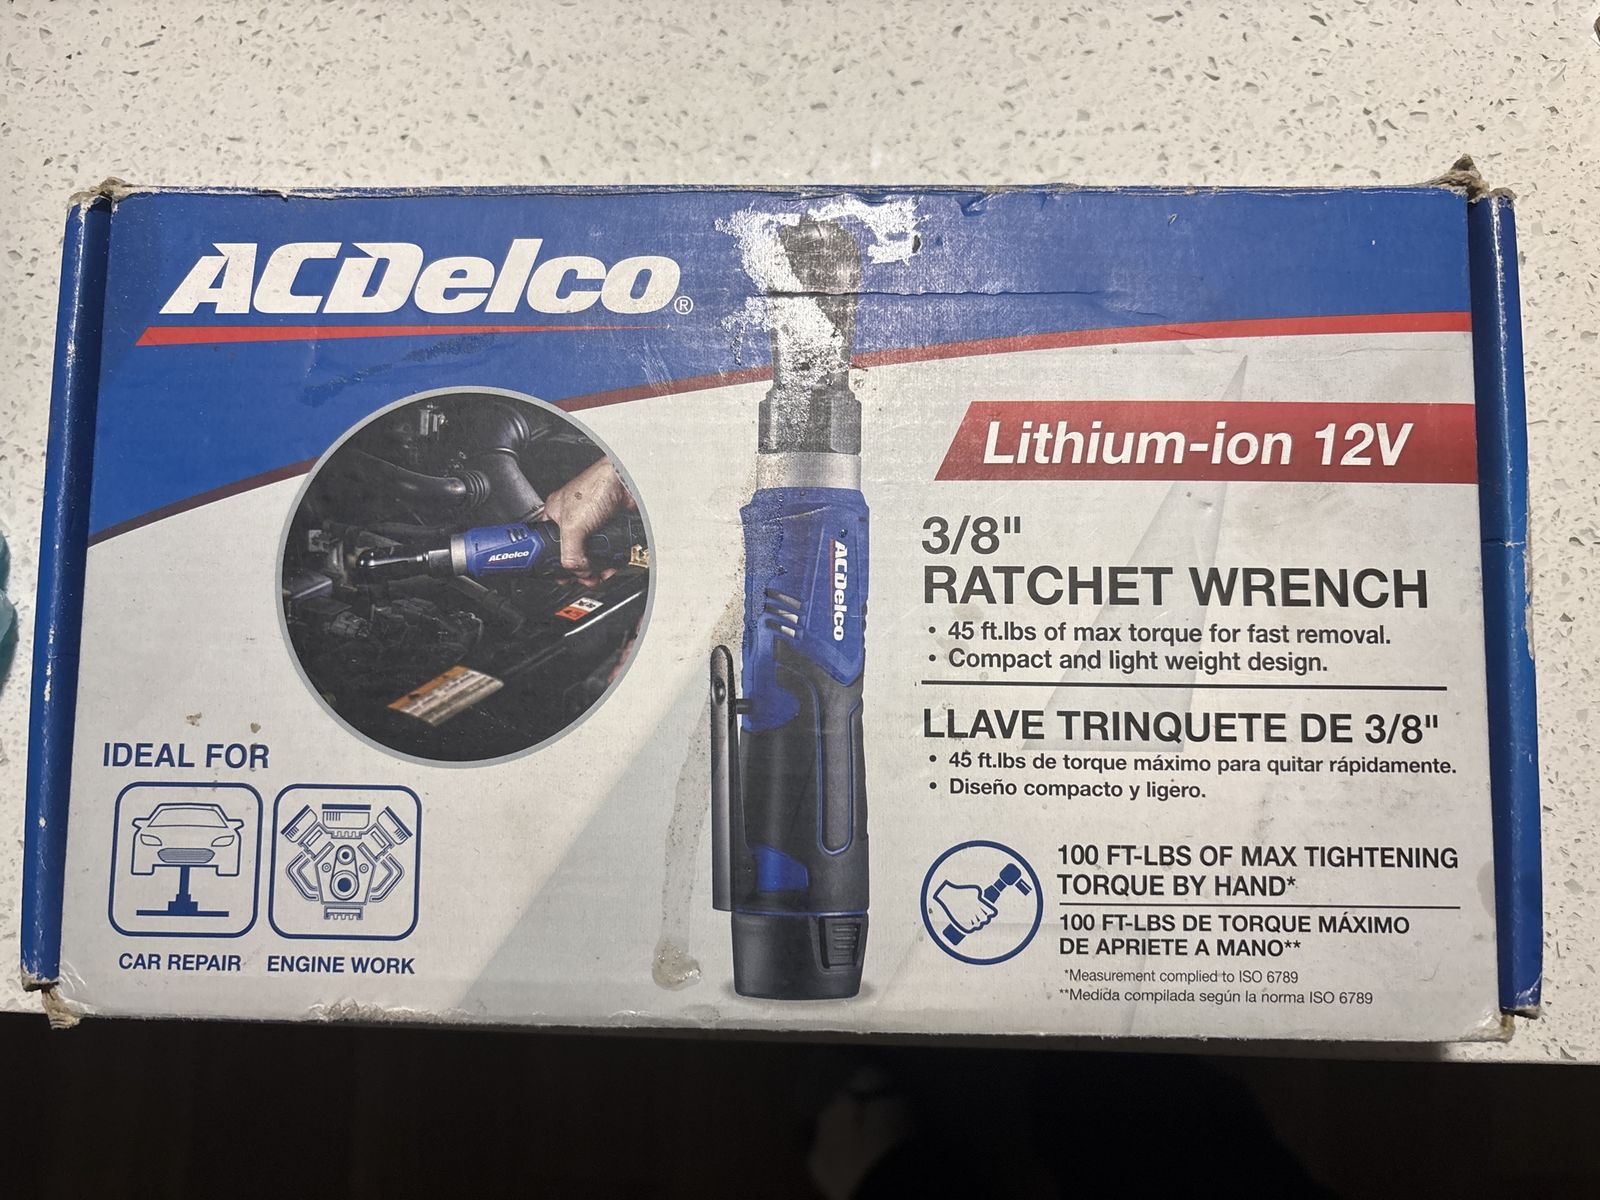 ACDelco®
Lithium-ion 12V
3/8"
RATCHET WRENCH
• 45 ft.lbs of max torque for fast removal.
• Compact and light weight design.
LLAVE TRINQUETE DE 3/8"
• 45 ft.lbs de torque máximo para quitar rápidamente.
• Diseño compacto y ligero.
100 FT-LBS OF MAX TIGHTENING
TORQUE BY HAND*
100 FT-LBS DE TORQUE MÁXIMO
DE APRIETE A MANO**
*Measurement complied to ISO 6789
**Medida compilada según la norma ISO 6789
ACDelco
ACDelco
IDEAL FOR
CAR REPAIR
ENGINE WORK